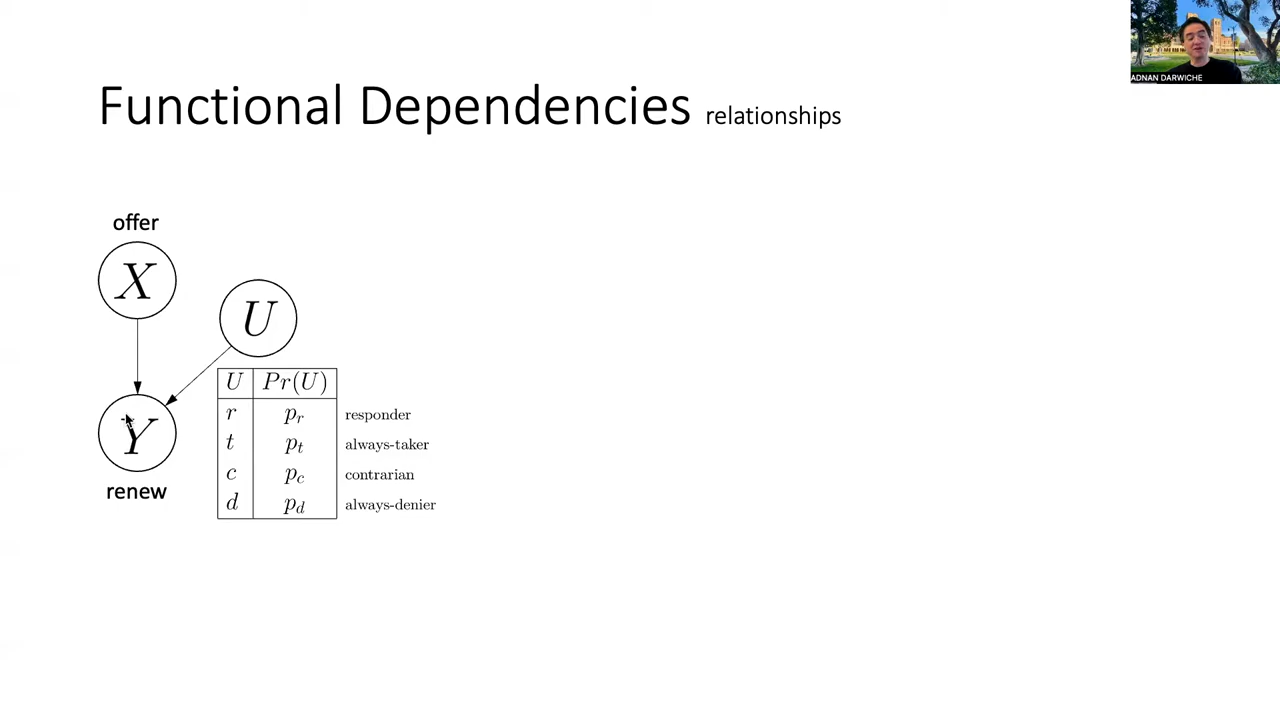 ADNAN DARWICHE
Functional Dependencies relationships
offer
X
U
U Pr(U)
r p_r responder
t p_t always-taker
c p_c contrarian
d p_d always-denier
Y
renew